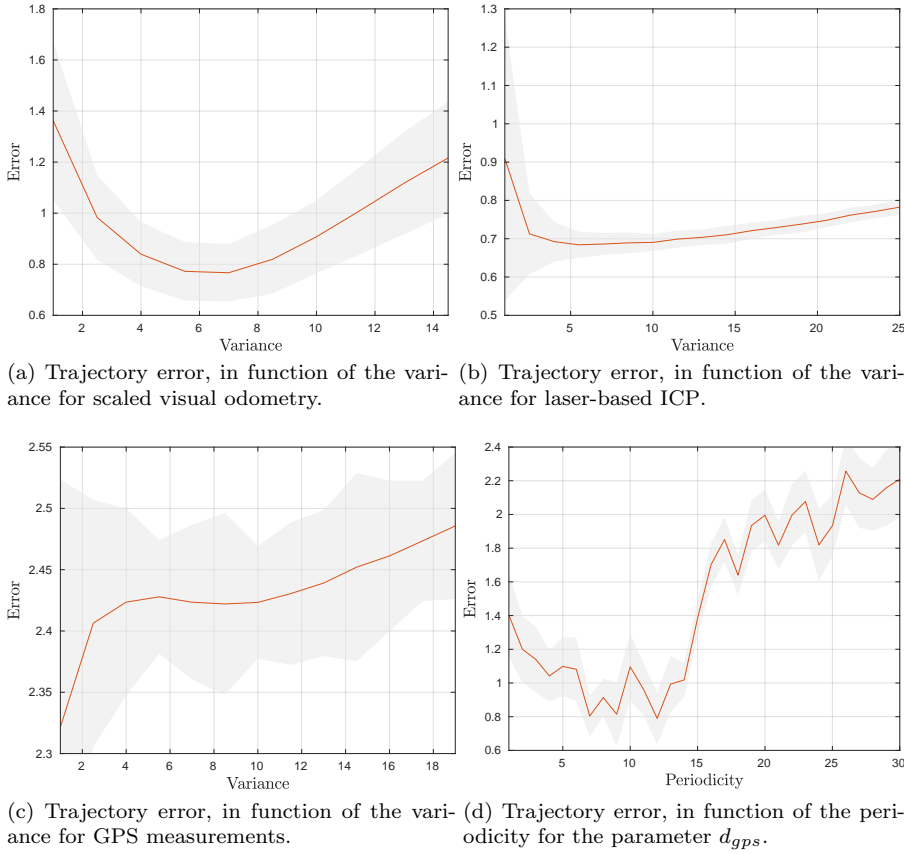 1.8
1.6
1.4
1.2
1
0.8
0.6
Error
2 4 6 8 10 12 14
Variance
(a) Trajectory error, in function of the vari-
ance for scaled visual odometry.
1.3
1.2
1.1
1
0.9
0.8
0.7
0.6
0.5
Error
5 10 15 20 25
Variance
(b) Trajectory error, in function of the vari-
ance for laser-based ICP.
2.55
2.5
2.45
2.4
2.35
2.3
Error
2 4 6 8 10 12 14 16 18
Variance
(c) Trajectory error, in function of the vari-
ance for GPS measurements.
2.4
2.2
2
1.8
1.6
1.4
1.2
1
0.8
0.6
Error
5 10 15 20 25 30
Periodicity
(d) Trajectory error, in function of the peri-
odicity for the parameter d_gps.